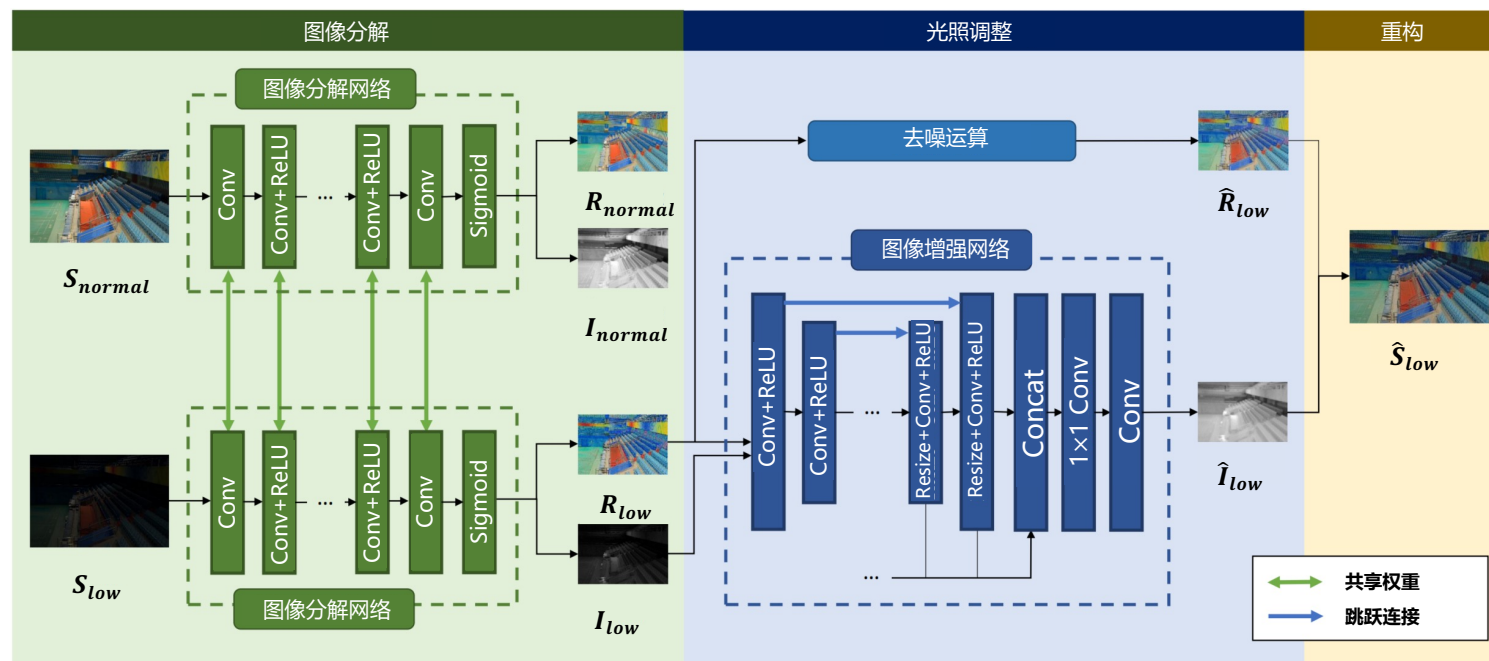 图像分解
光照调整
重构
图像分解网络
Conv
Conv+ReLU
...
Conv+ReLU
Conv
Sigmoid
S_normal
R_normal
I_normal
Conv
Conv+ReLU
...
Conv+ReLU
Conv
Sigmoid
图像分解网络
S_low
R_low
I_low
去噪运算
R̂_low
图像增强网络
Conv+ReLU
Conv+ReLU
...
Resize+Conv+ReLU
Resize+Conv+ReLU
Concat
1×1 Conv
Conv
...
Î_low
Ŝ_low
共享权重
跳跃连接